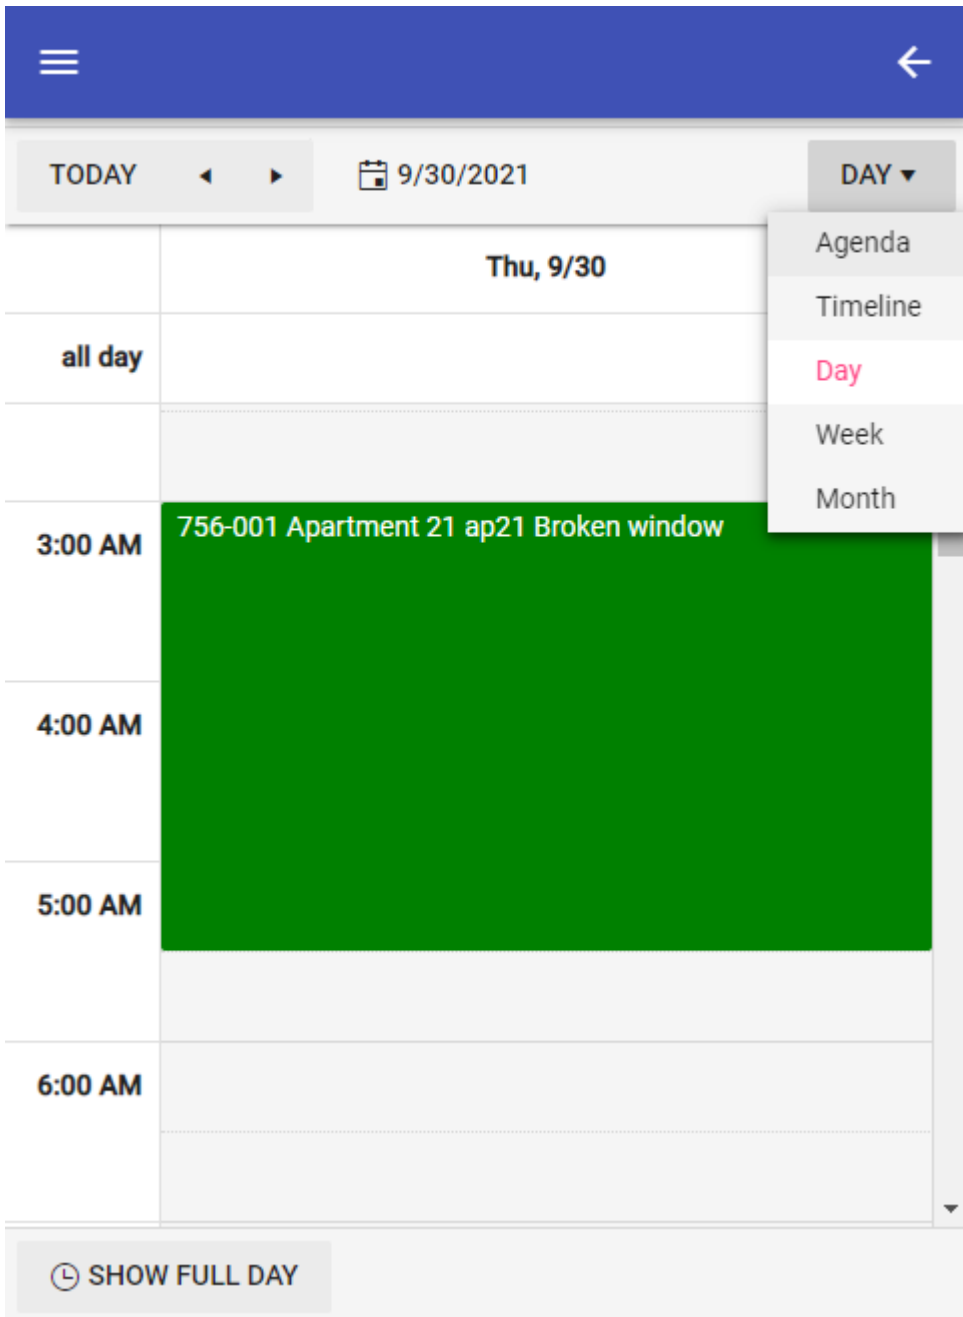 TODAY
9/30/2021
DAY
Agenda
Timeline
Day
Week
Month
Thu, 9/30
all day
756-001 Apartment 21 ap21 Broken window
3:00 AM
4:00 AM
5:00 AM
6:00 AM
SHOW FULL DAY